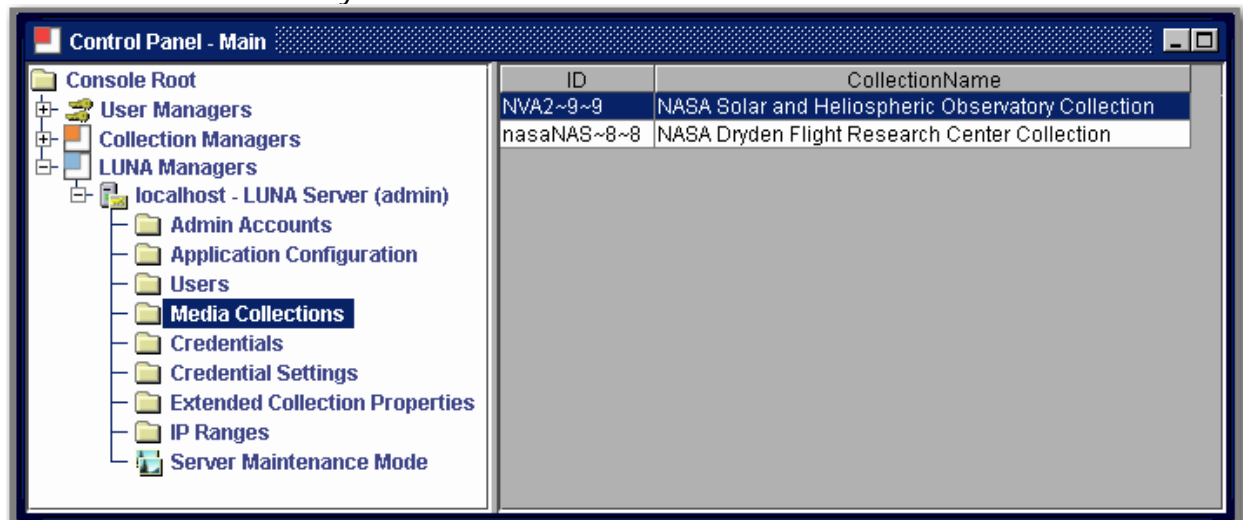 Control Panel - Main
Console Root
User Managers
Collection Managers
LUNA Managers
localhost - LUNA Server (admin)
Admin Accounts
Application Configuration
Users
Media Collections
Credentials
Credential Settings
Extended Collection Properties
IP Ranges
Server Maintenance Mode
ID CollectionName
NVA2~9~9 NASA Solar and Heliospheric Observatory Collection
nasaNAS~8~8 NASA Dryden Flight Research Center Collection